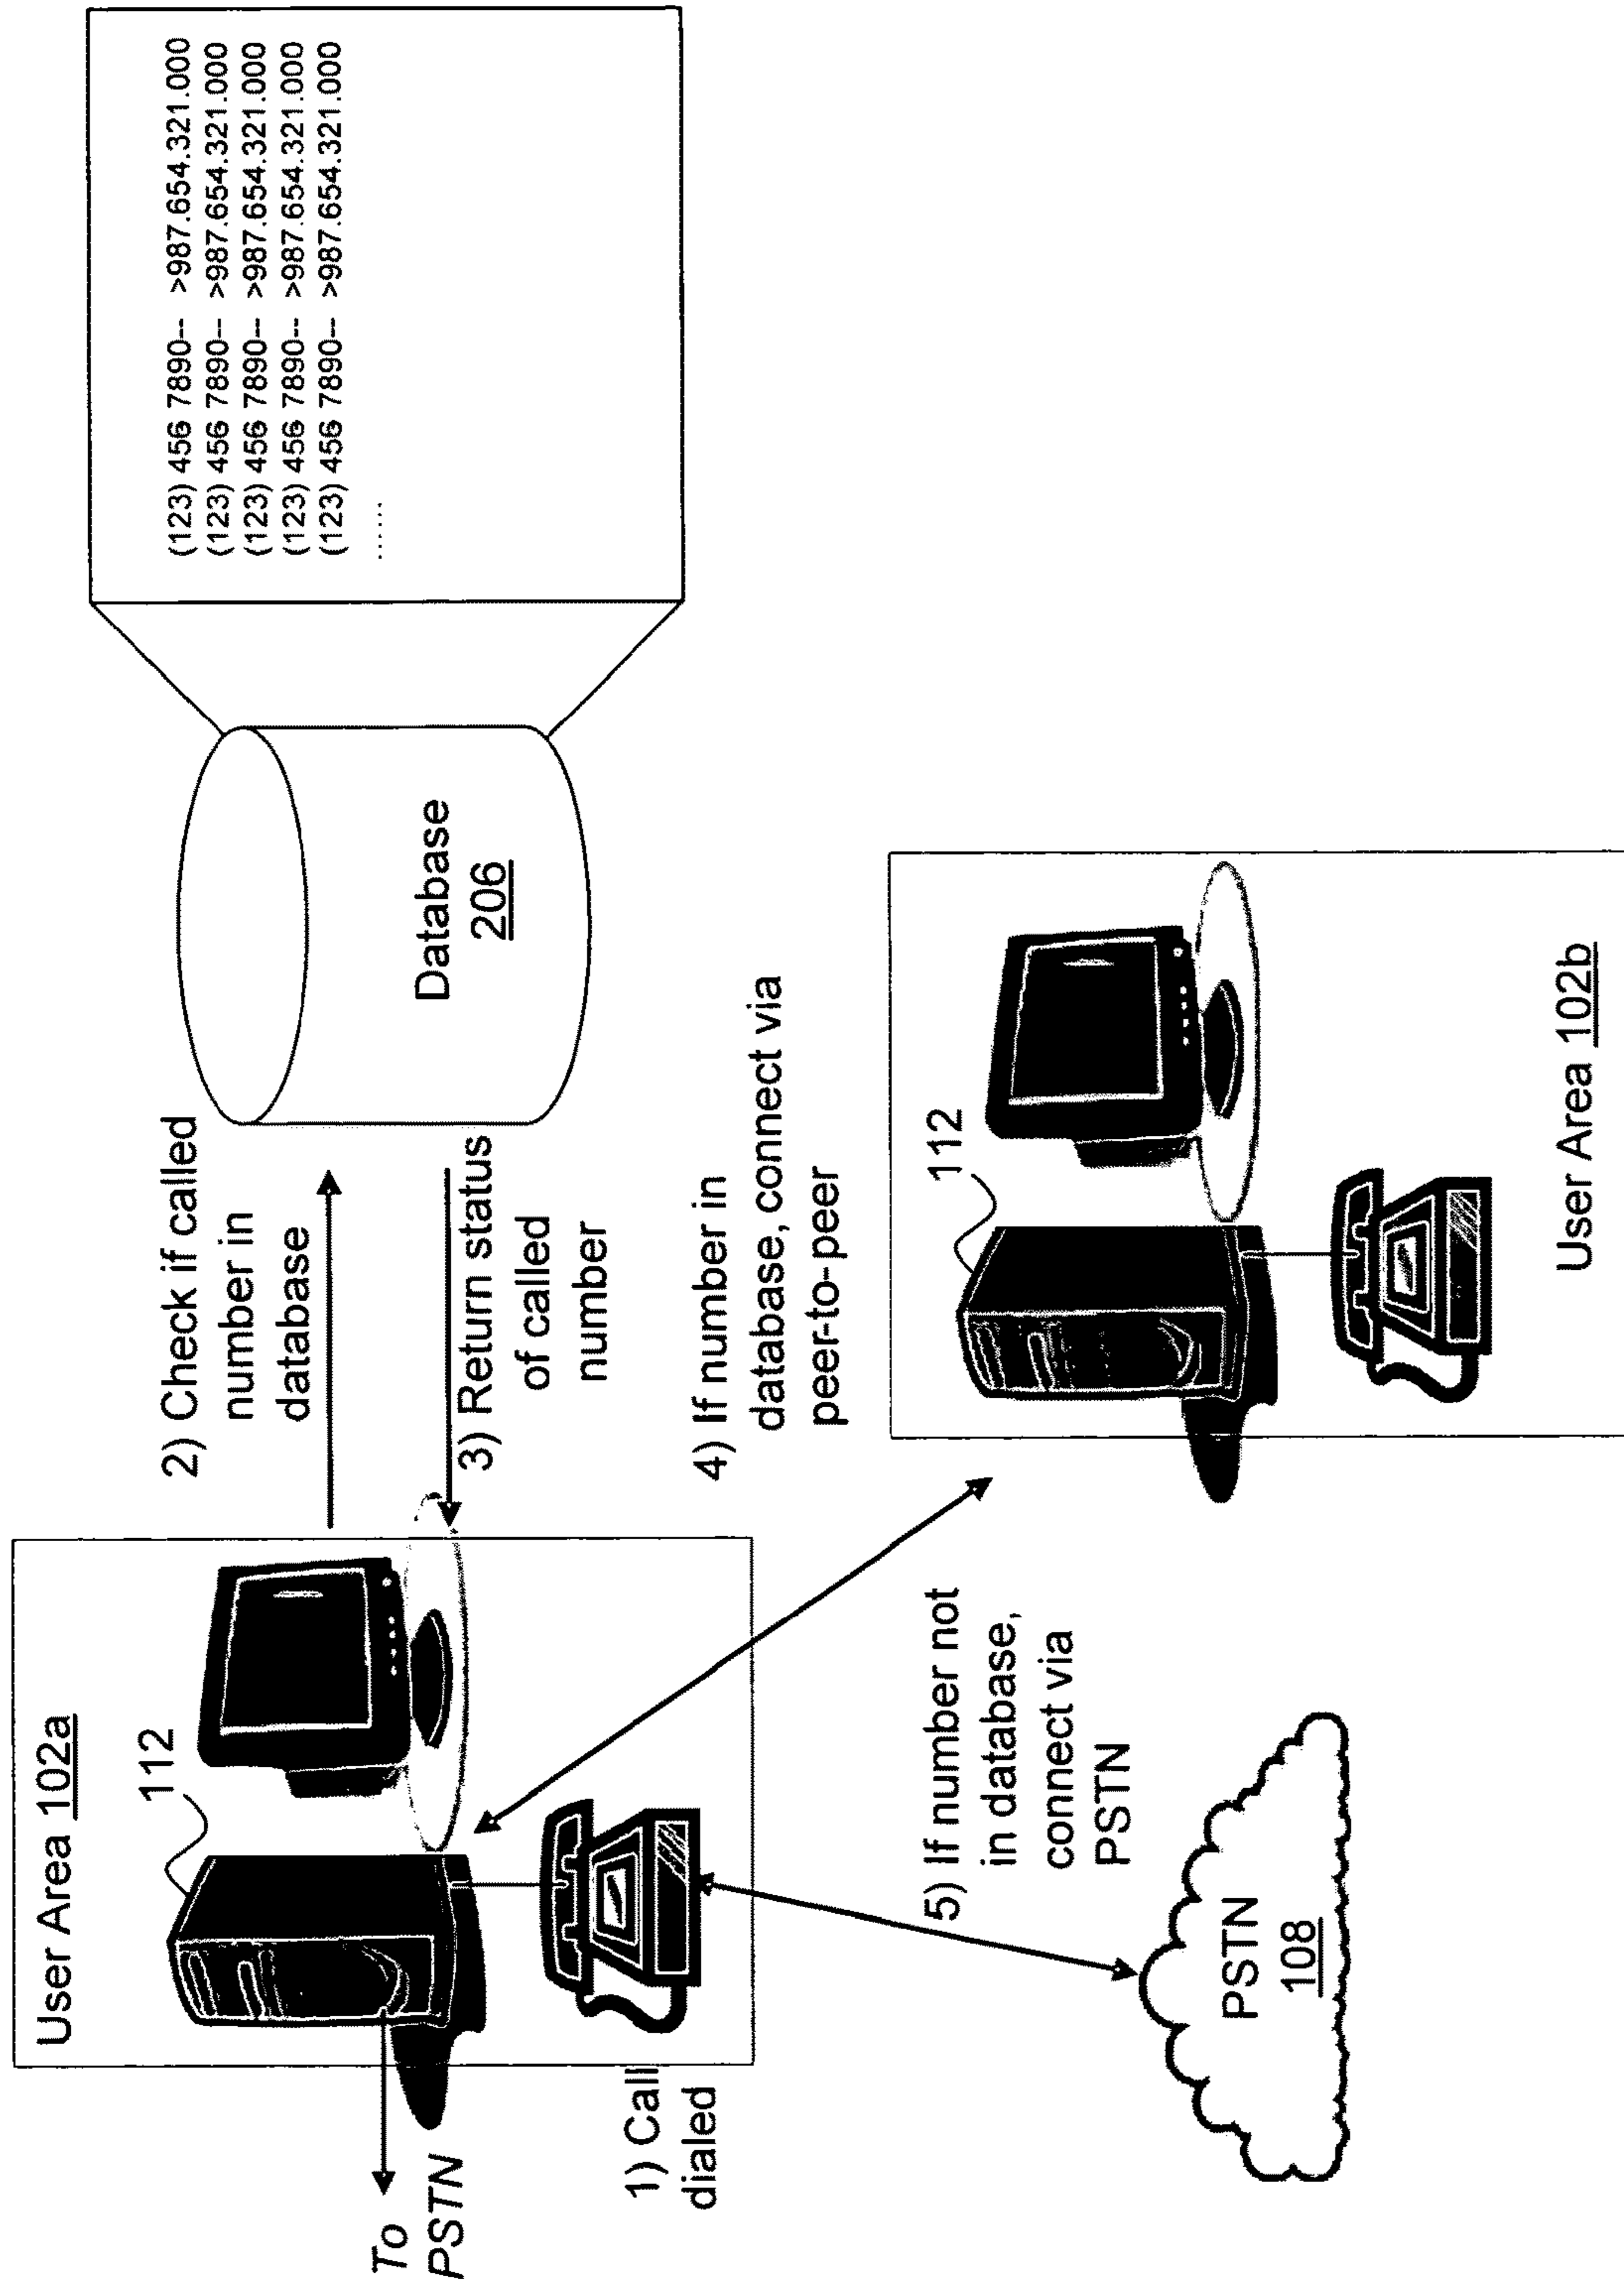 User Area 102a
112
To
PSTN
1) Call
dialed
2) Check if called
number in
database
3) Return status
of called
number
Database
206
(123) 456 7890-- >987.654.321.000
(123) 456 7890-- >987.654.321.000
(123) 456 7890-- >987.654.321.000
(123) 456 7890-- >987.654.321.000
(123) 456 7890-- >987.654.321.000
......
4) If number in
database, connect via
peer-to-peer
5) If number not
in database,
connect via
PSTN
PSTN
108
112
User Area 102b